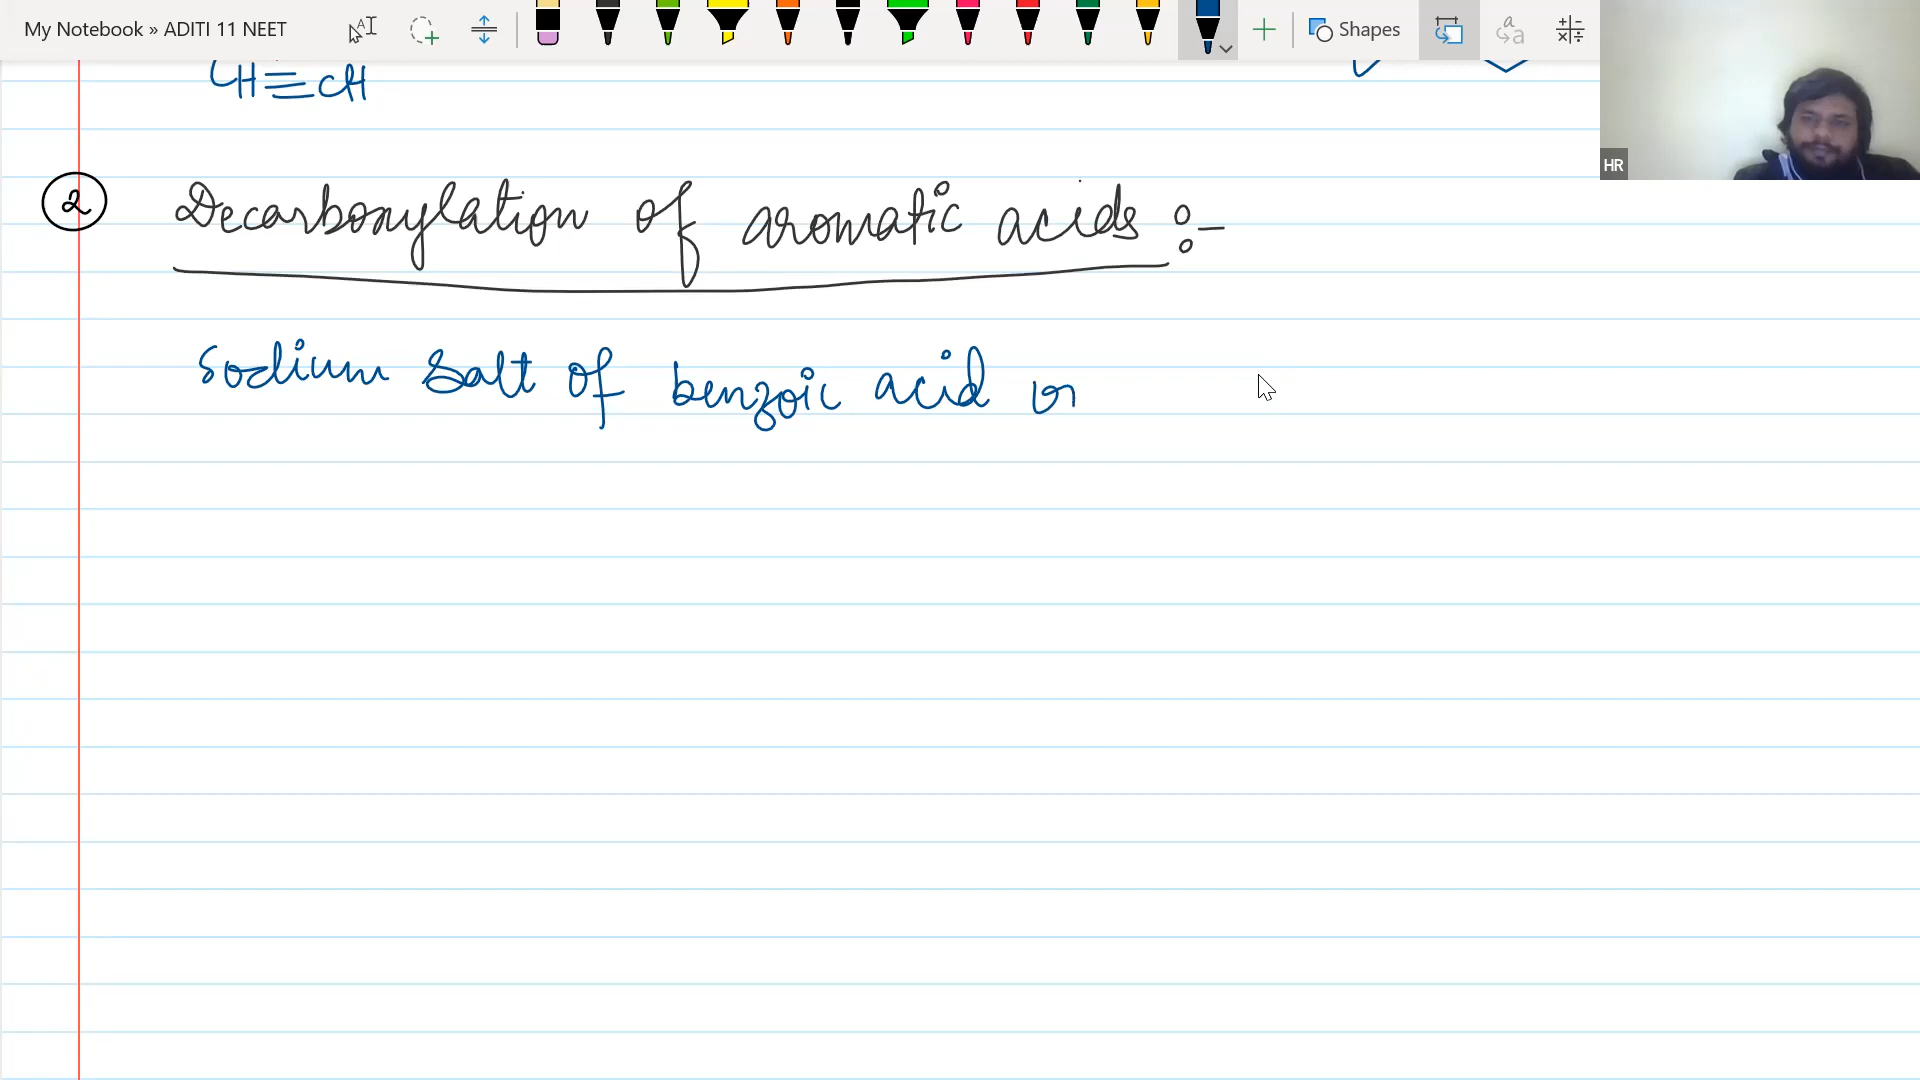 My Notebook » ADITI 11 NEET
Shapes
CH≡CH
HR
2 Decarbonylation of aromatic acids :-
Sodium Salt of benzoic acid or